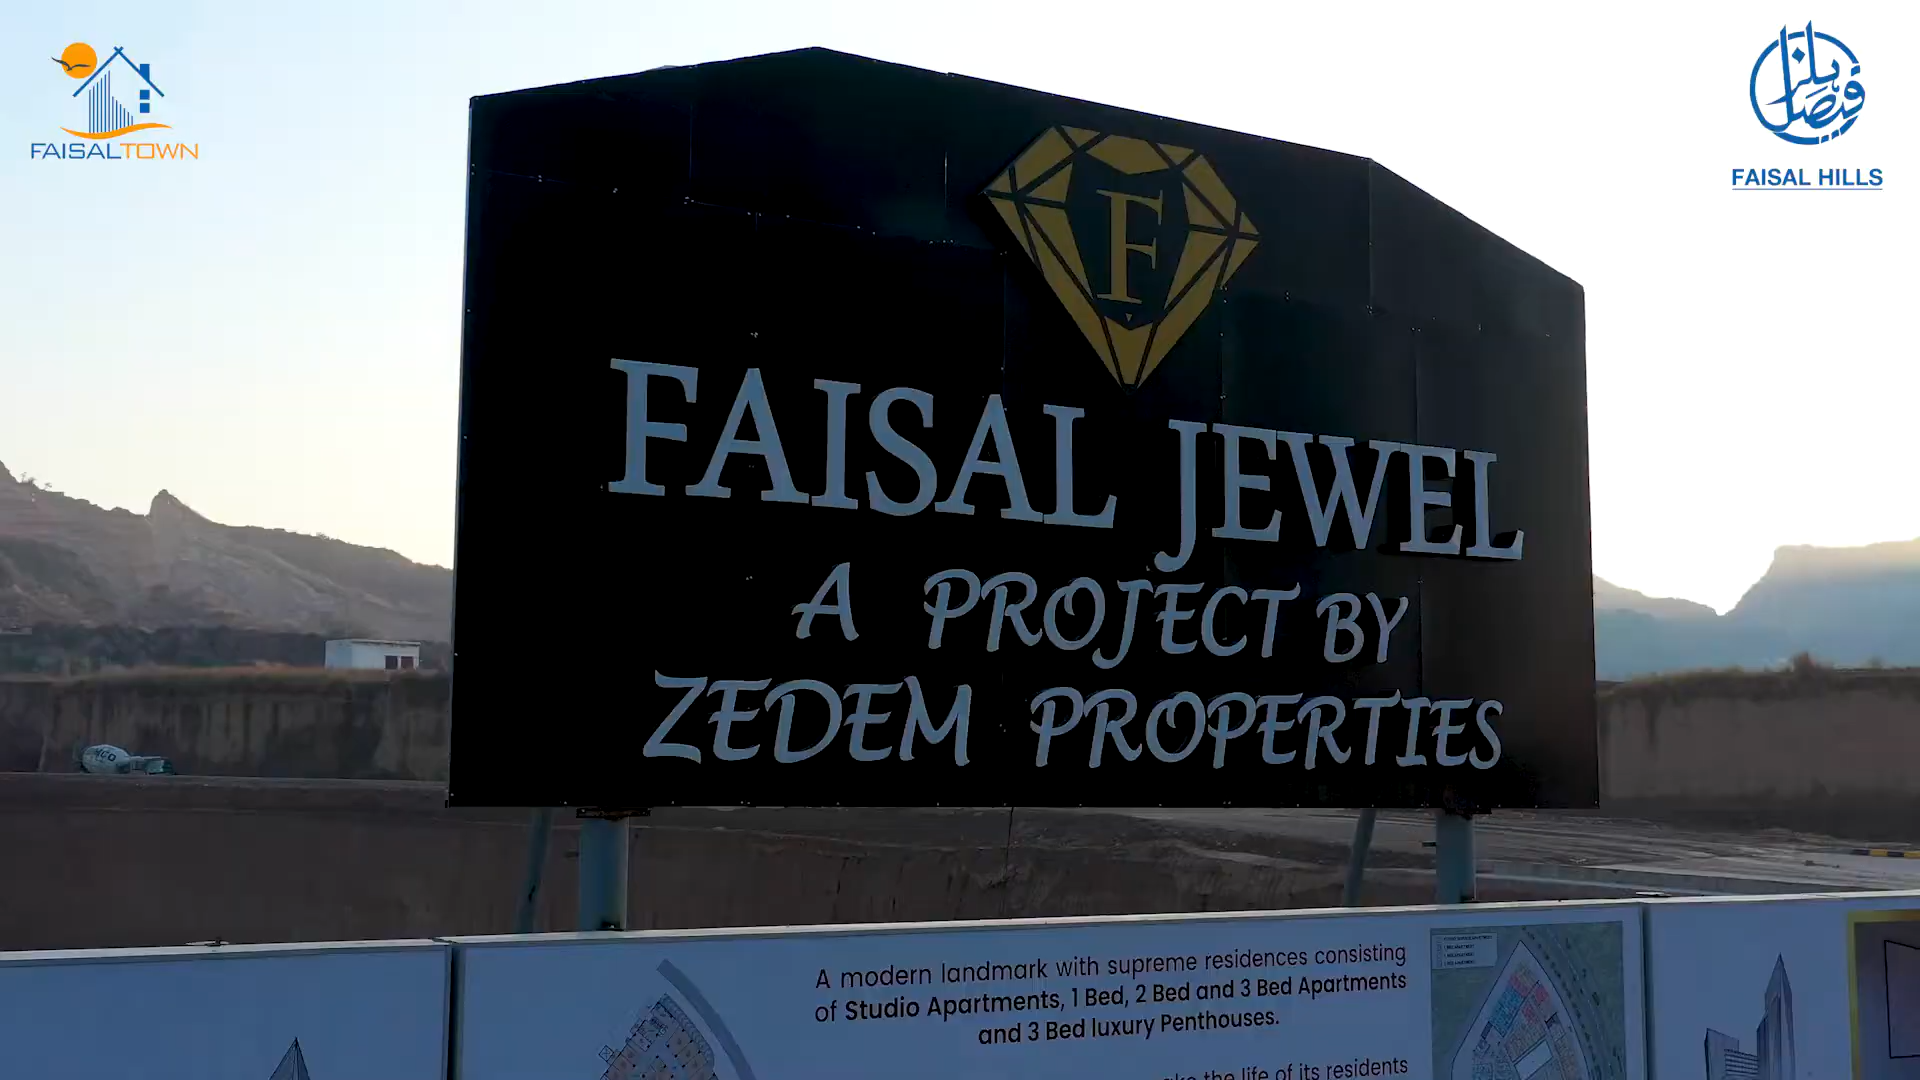 FAISALTOWN
فیصل ہلز
FAISAL HILLS
F
FAISAL JEWEL
A PROJECT BY
ZEDEM PROPERTIES
A modern landmark with supreme residences consisting
of Studio Apartments, 1 Bed, 2 Bed and 3 Bed Apartments
and 3 Bed luxury Penthouses.
the life of its residents